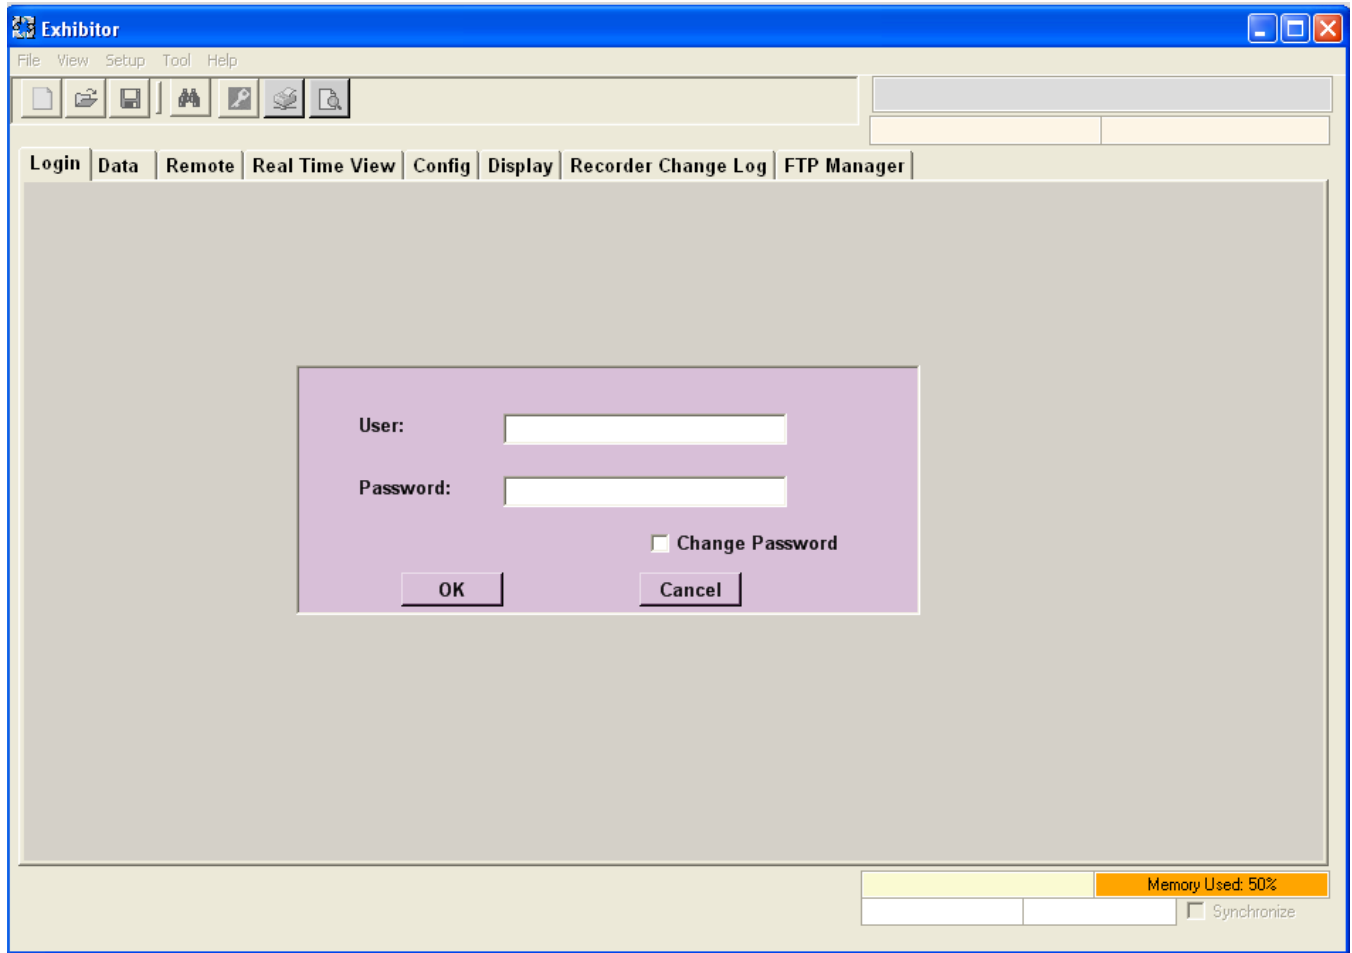 Exhibitor
File View Setup Tool Help
Login Data Remote Real Time View Config Display Recorder Change Log FTP Manager
User:
Password:
Change Password
OK Cancel
Memory Used: 50%
Synchronize